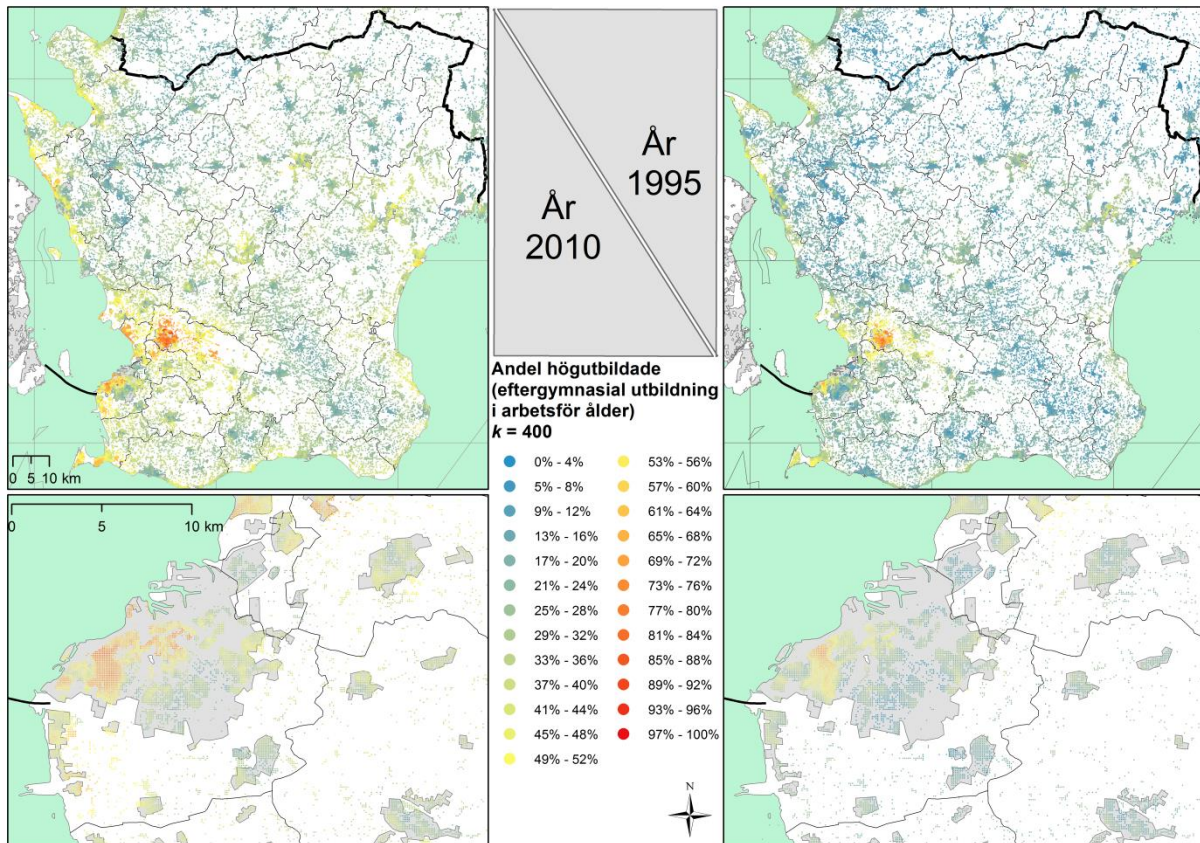 År
1995
År
2010
Andel högutbildade
(eftergymnasial utbildning
i arbetsför ålder)
k = 400
0% - 4%
5% - 8%
9% - 12%
13% - 16%
17% - 20%
21% - 24%
25% - 28%
29% - 32%
33% - 36%
37% - 40%
41% - 44%
45% - 48%
49% - 52%
53% - 56%
57% - 60%
61% - 64%
65% - 68%
69% - 72%
73% - 76%
77% - 80%
81% - 84%
85% - 88%
89% - 92%
93% - 96%
97% - 100%
0 5 10 km
0 5 10 km
N